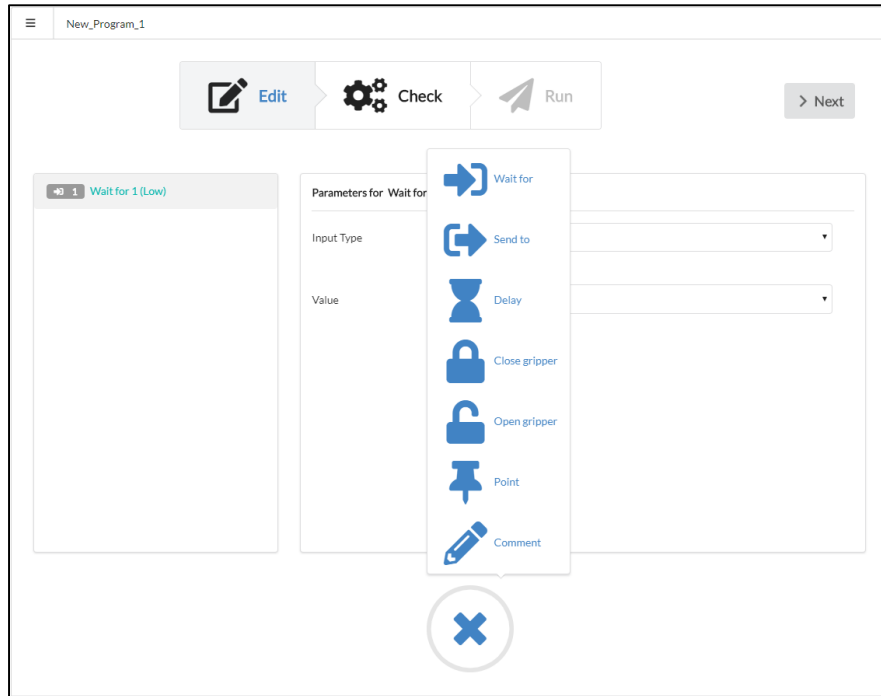 New_Program_1
Edit
Check
Run
Next
1 Wait for 1 (Low)
Parameters for Wait for
Input Type
Value
Wait for
Send to
Delay
Close gripper
Open gripper
Point
Comment